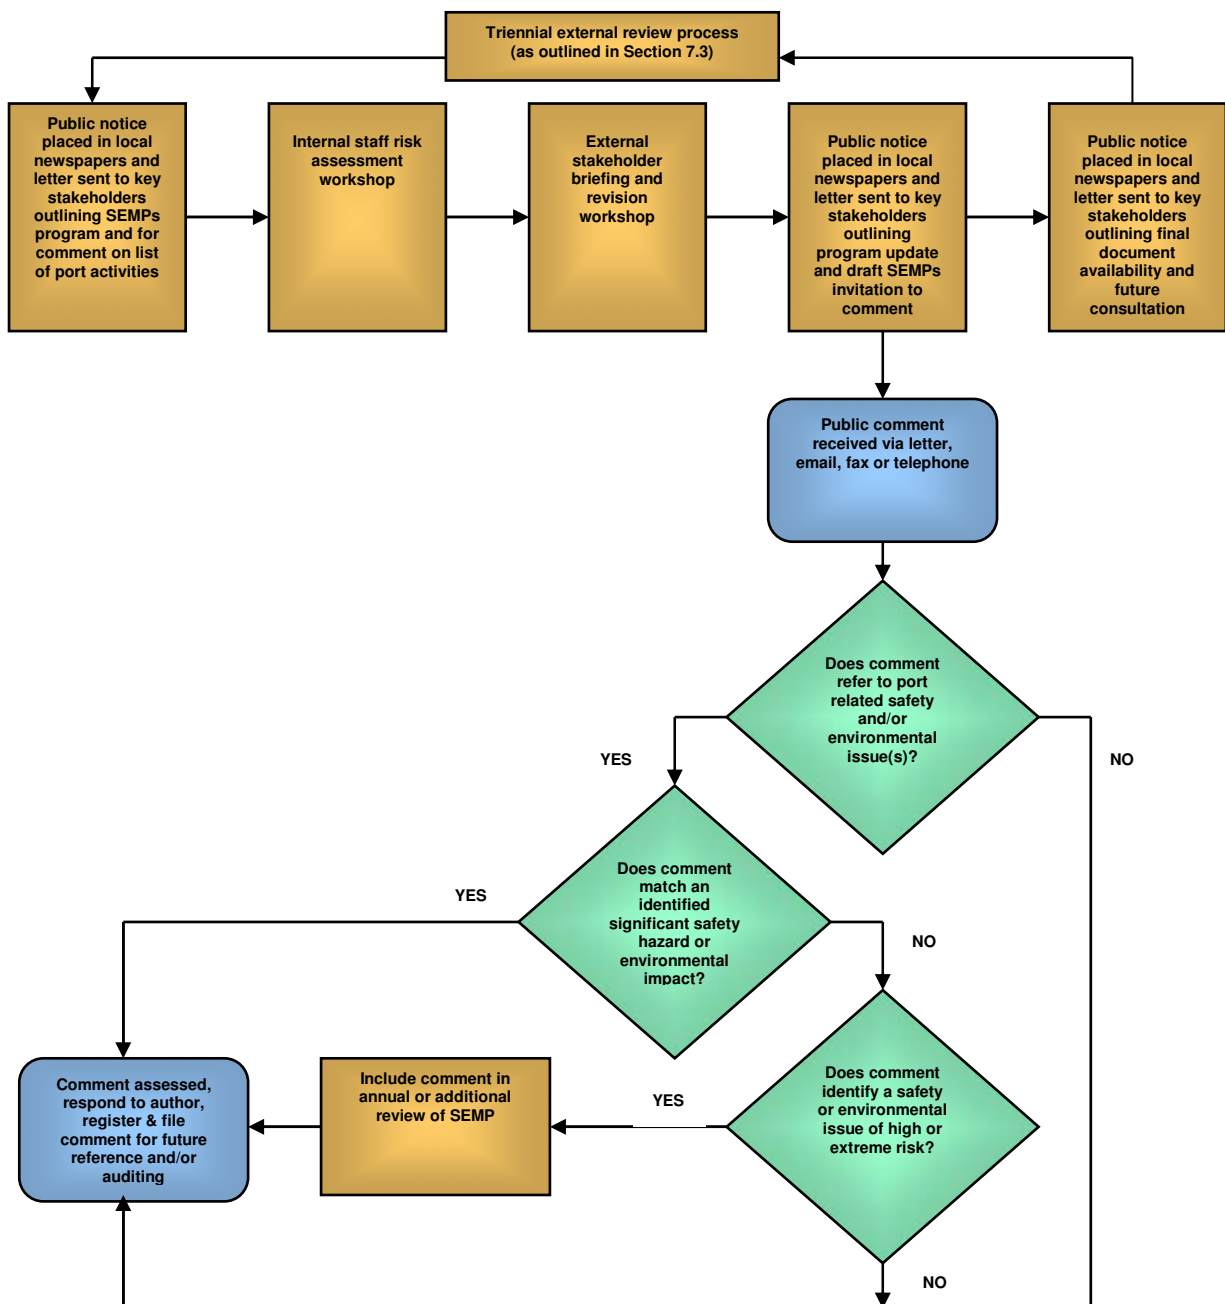 Triennial external review process
(as outlined in Section 7.3)
Public notice
placed in local
newspapers and
letter sent to key
stakeholders
outlining SEMPs
program and for
comment on list
of port activities
Internal staff risk
assessment
workshop
External
stakeholder
briefing and
revision
workshop
Public notice
placed in local
newspapers and
letter sent to key
stakeholders
outlining
program update
and draft SEMPs
invitation to
comment
Public notice
placed in local
newspapers and
letter sent to key
stakeholders
outlining final
document
availability and
future
consultation
Public comment
received via letter,
email, fax or telephone
Does comment
refer to port
related safety
and/or
environmental
issue(s)?
YES
NO
Does comment
match an
identified
significant safety
hazard or
environmental
impact?
YES
NO
Does comment
identify a safety
or environmental
issue of high or
extreme risk?
YES
Include comment in
annual or additional
review of SEMP
Comment assessed,
respond to author,
register & file
comment for future
reference and/or
auditing
NO